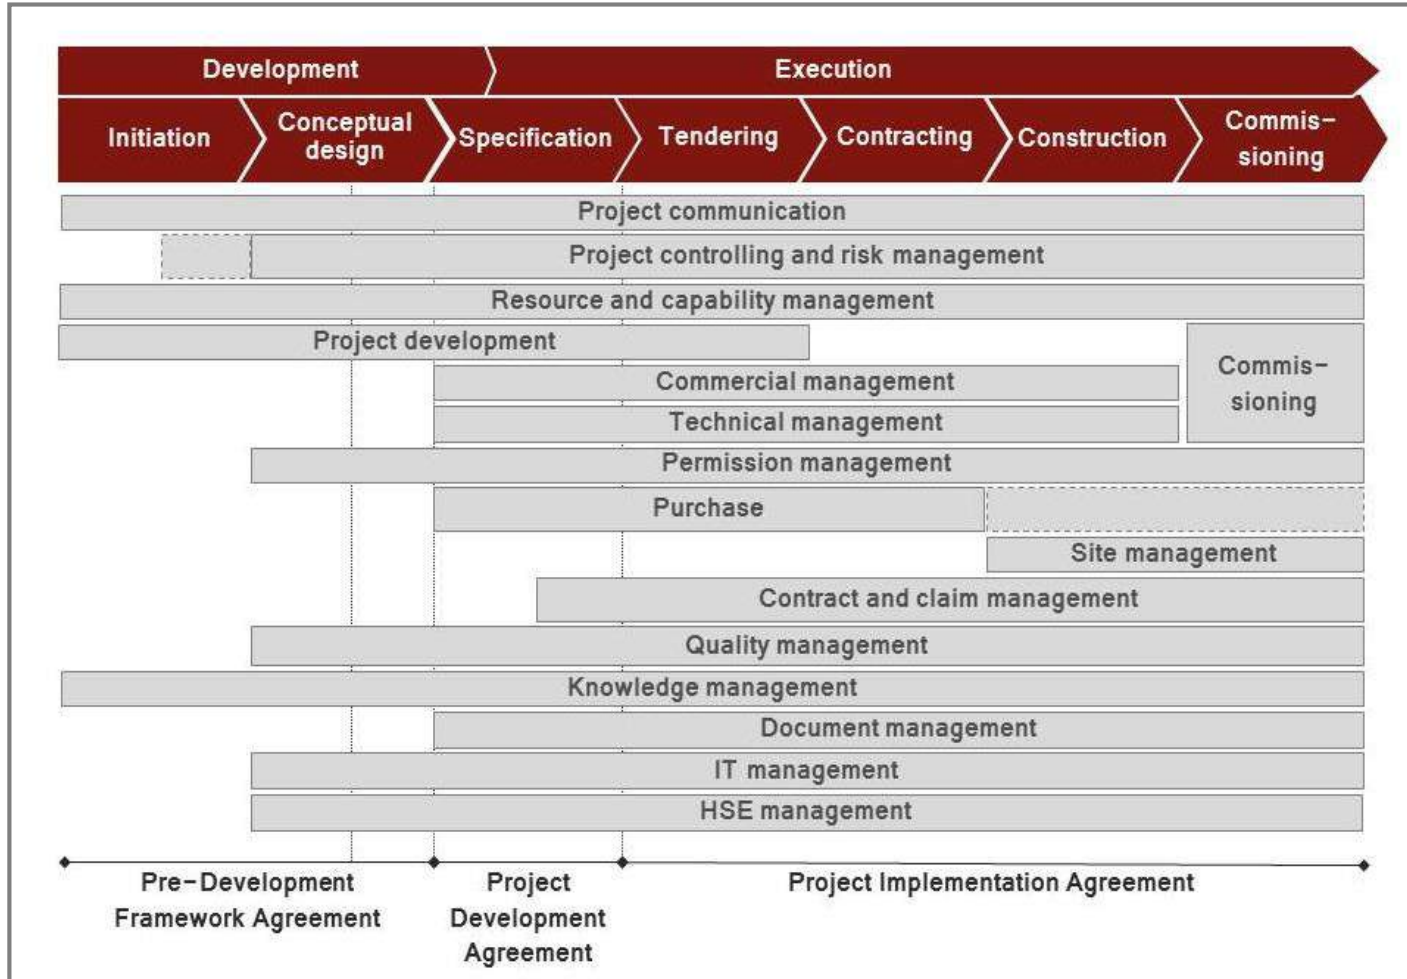 Development
Execution
Initiation
Conceptual
design
Specification
Tendering
Contracting
Construction
Commis-
sioning
Project communication
Project controlling and risk management
Resource and capability management
Project development
Commis-
sioning
Commercial management
Technical management
Permission management
Purchase
Site management
Contract and claim management
Quality management
Knowledge management
Document management
IT management
HSE management
Pre-Development
Framework Agreement
Project
Development
Agreement
Project Implementation Agreement